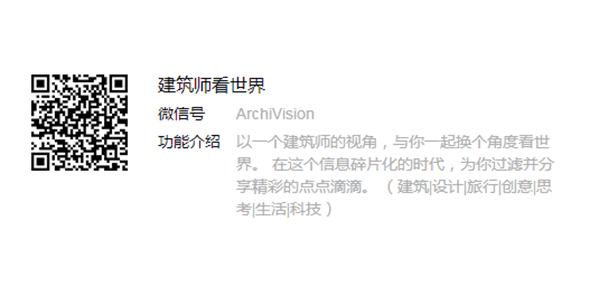 建筑师看世界
微信号 ArchiVision
功能介绍 以一个建筑师的视角，与你一起换个角度看世
界。 在这个信息碎片化的时代，为你过滤并分
享精彩的点点滴滴。（ 建筑|设计|旅行|创意|思
考|生活|科技 ）